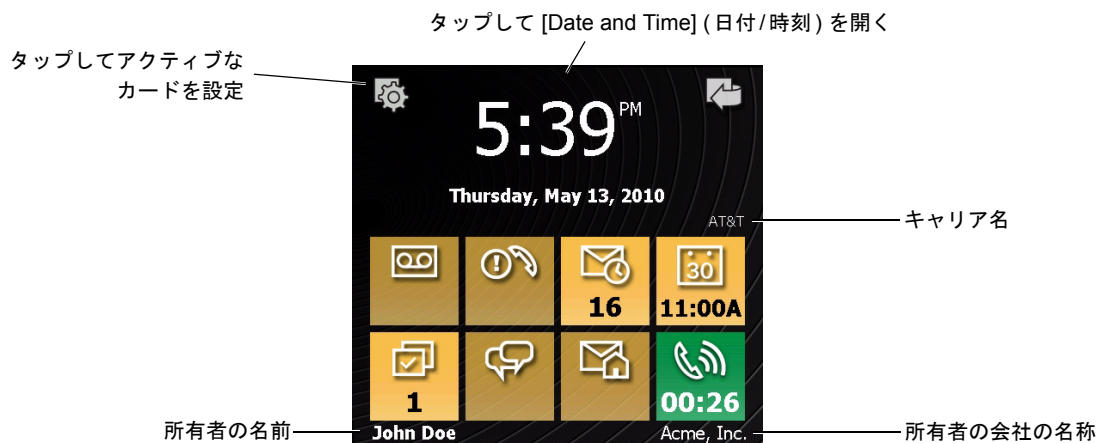 タップして [Date and Time] (日付/時刻) を開く
タップしてアクティブな
カードを設定
5:39 PM
Thursday, May 13, 2010
AT&T
キャリア名
30
16
11:00A
1
00:26
所有者の名前
John Doe
Acme, Inc.
所有者の会社の名称